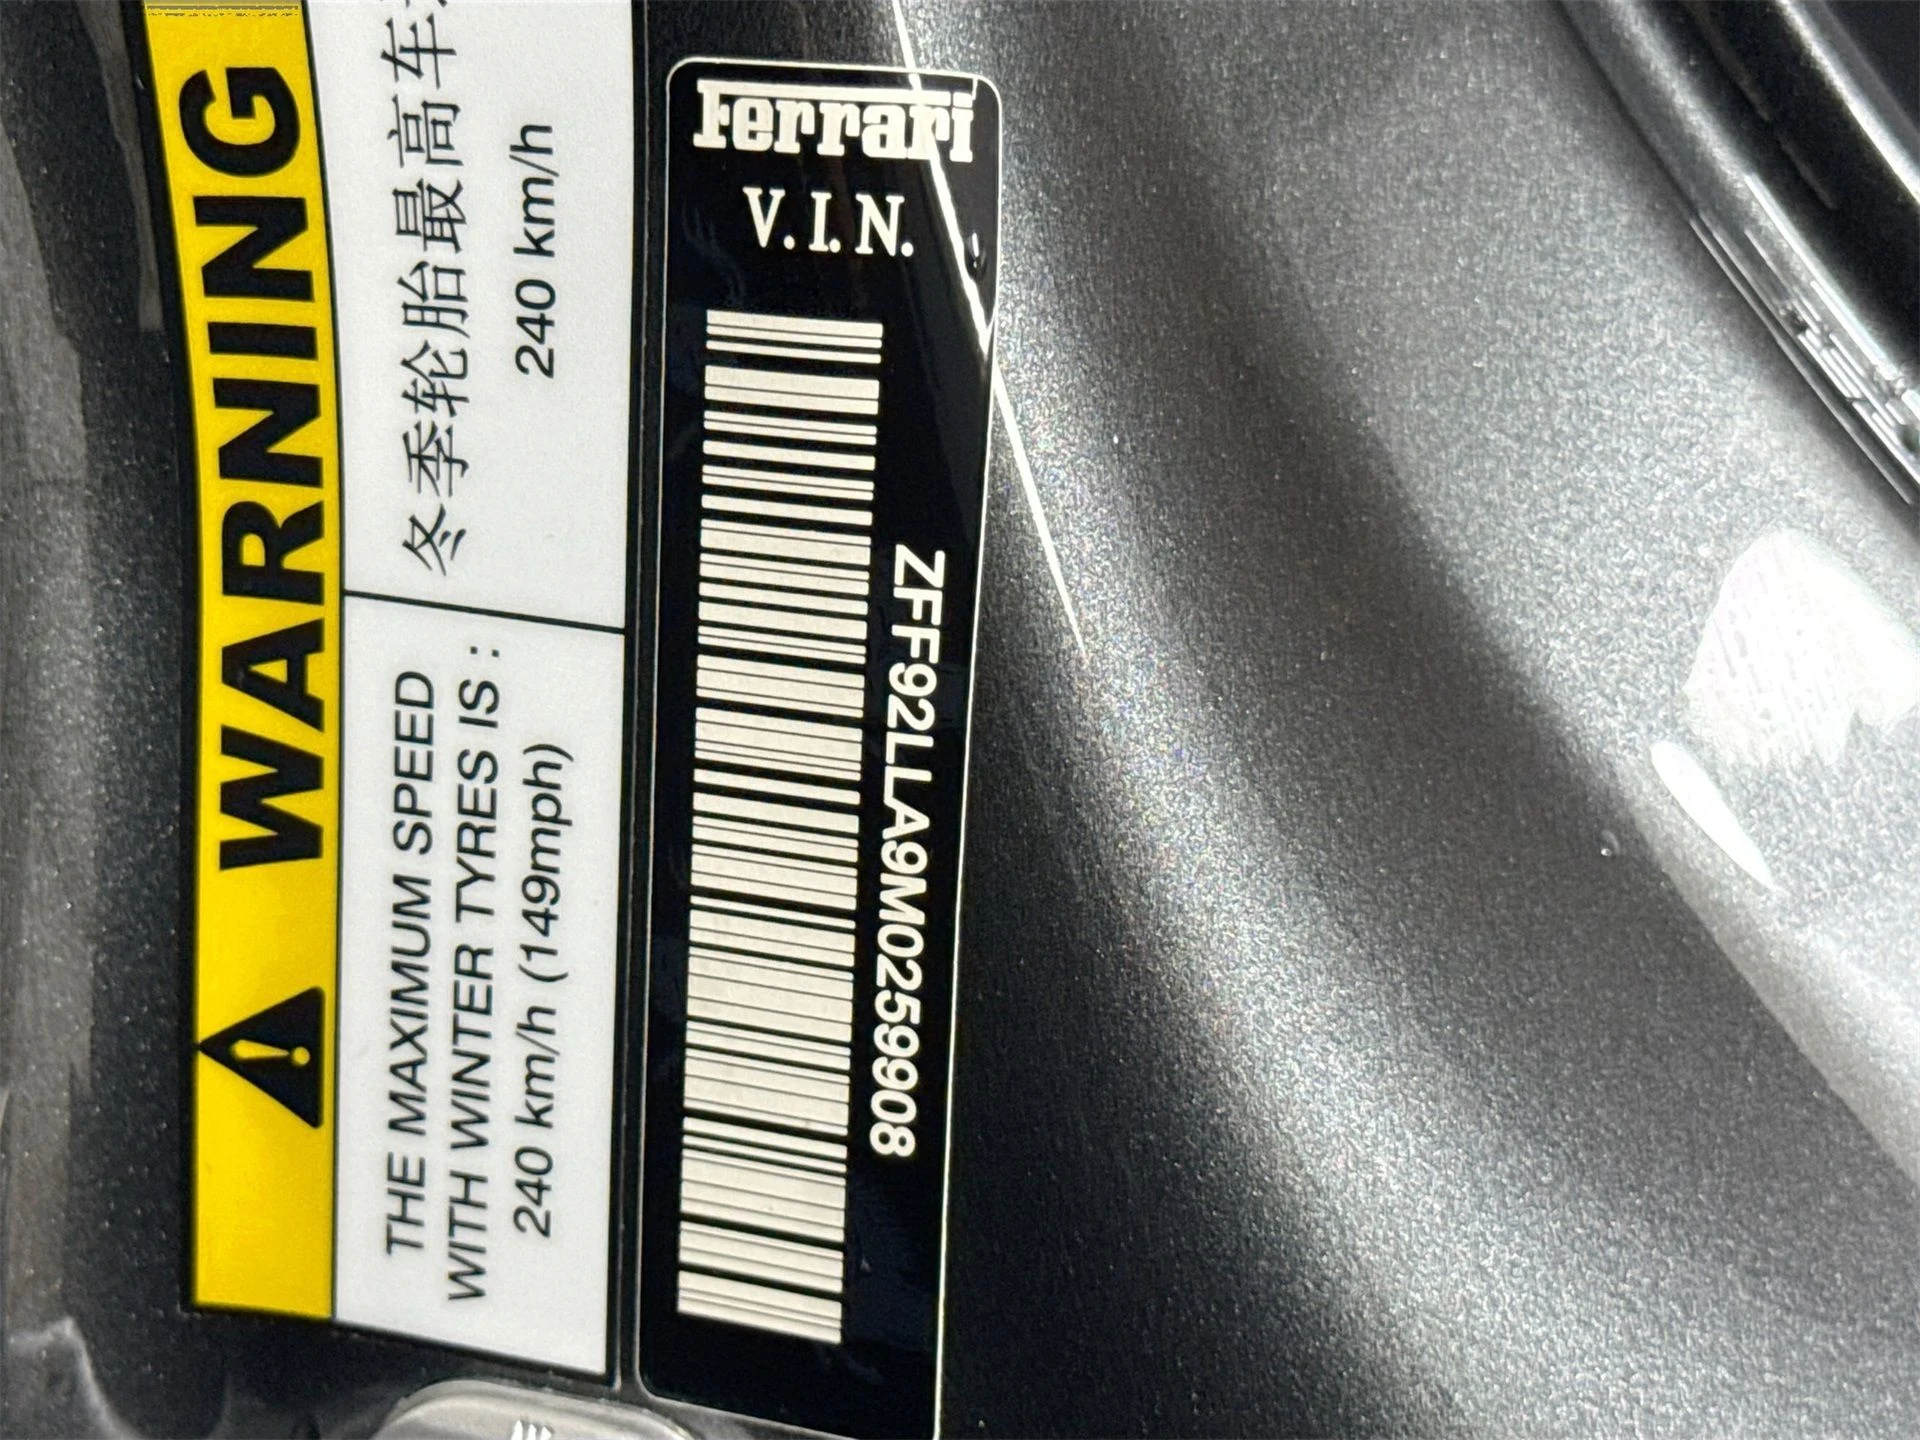 WARNING
THE MAXIMUM SPEED
WITH WINTER TYRES IS :
240 km/h (149mph)
冬季轮胎最高车
240 km/h
Ferrari
V.I.N.
ZFF92LLA9M0259908